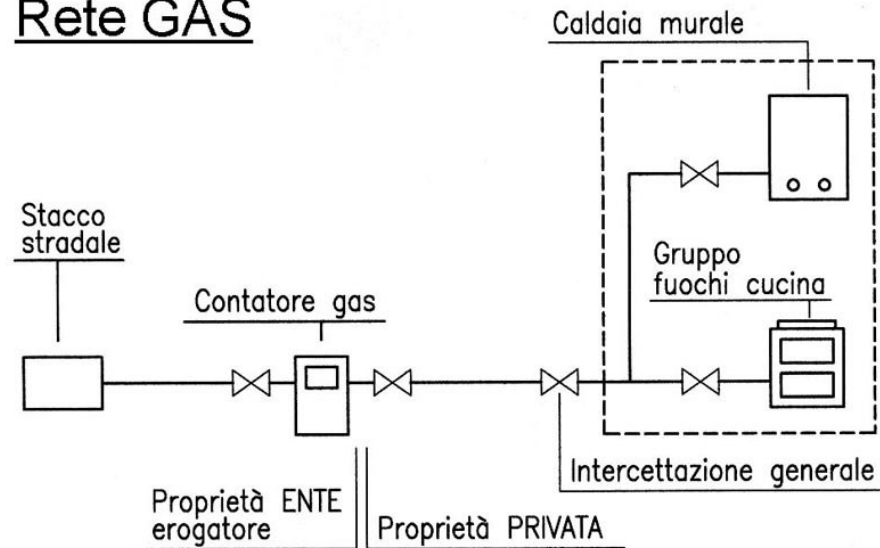 Rete GAS
Caldaia murale
Stacco
stradale
Gruppo
fuochi cucina
Contatore gas
Intercettazione generale
Proprietà ENTE
erogatore
Proprietà PRIVATA